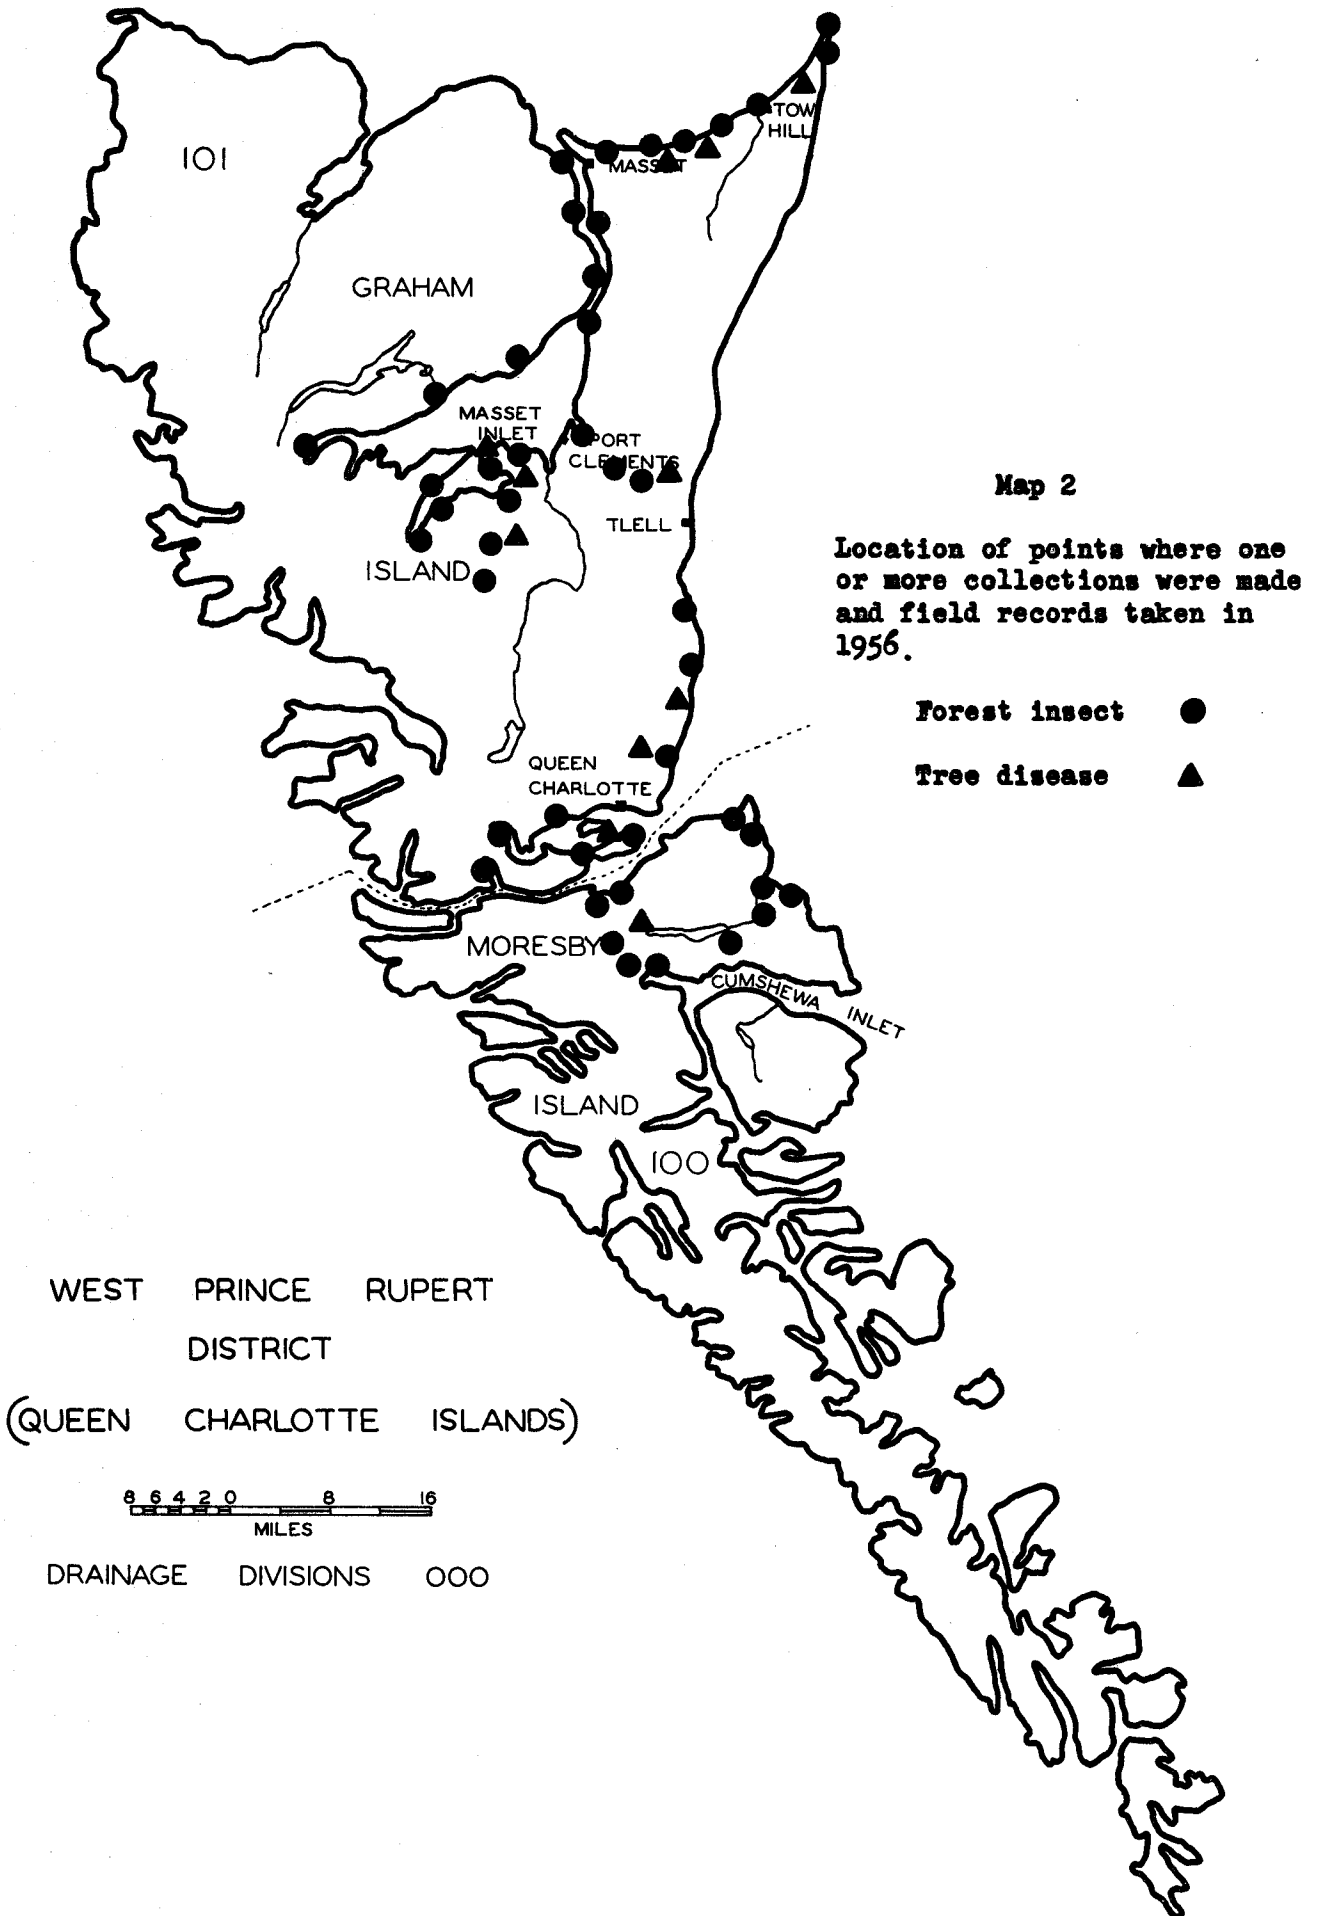 101
TOW
HILL
MASSET
GRAHAM
MASSET
INLET
PORT
CLEMENTS
Map 2
TLELL
Location of points where one
or more collections were made
and field records taken in
1956.
ISLAND
Forest insect
Tree disease
QUEEN
CHARLOTTE
MORESBY
CUMSHEWA INLET
ISLAND
100
WEST PRINCE RUPERT
DISTRICT
(QUEEN CHARLOTTE ISLANDS)
8 6 4 2 0 8 16
MILES
DRAINAGE DIVISIONS 000